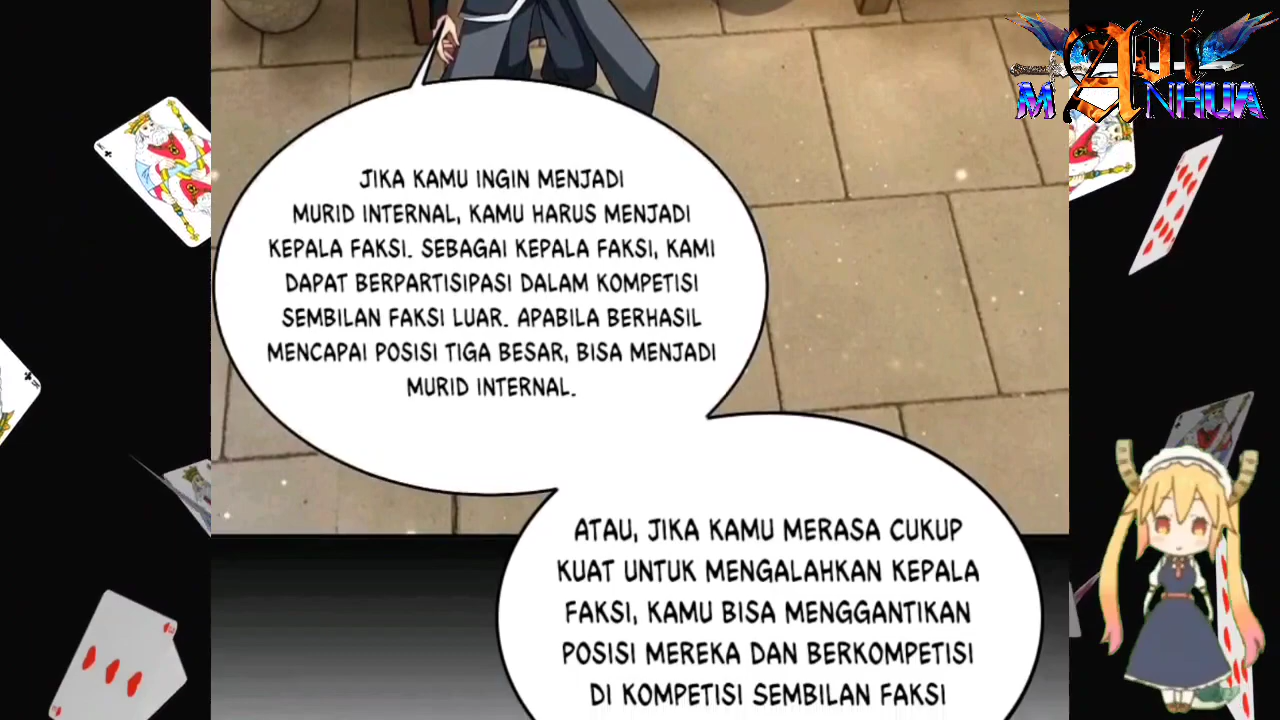 Api
MANHUA
JIKA KAMU INGIN MENJADI
MURID INTERNAL, KAMU HARUS MENJADI
KEPALA FAKSI. SEBAGAI KEPALA FAKSI, KAMI
DAPAT BERPARTISIPASI DALAM KOMPETISI
SEMBILAN FAKSI LUAR. APABILA BERHASIL
MENCAPAI POSISI TIGA BESAR, BISA MENJADI
MURID INTERNAL.
ATAU, JIKA KAMU MERASA CUKUP
KUAT UNTUK MENGALAHKAN KEPALA
FAKSI, KAMU BISA MENGGANTIKAN
POSISI MEREKA DAN BERKOMPETISI
DI KOMPETISI SEMBILAN FAKSI